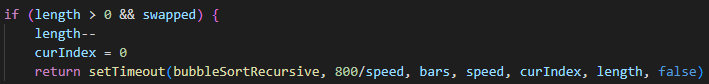 if (length > 0 && swapped) {
    length--
    curIndex = 0
    return setTimeout(bubbleSortRecursive, 800/speed, bars, speed, curIndex, length, false)